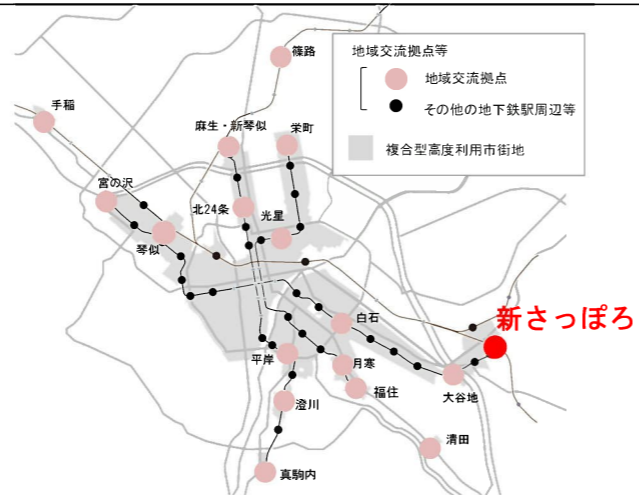 地域交流拠点等
地域交流拠点
その他の地下鉄駅周辺等
複合型高度利用市街地
篠路
手稲
麻生・新琴似
栄町
宮の沢
北24条
光星
琴似
新さっぽろ
白石
平岸
月寒
福住
大谷地
澄川
清田
真駒内